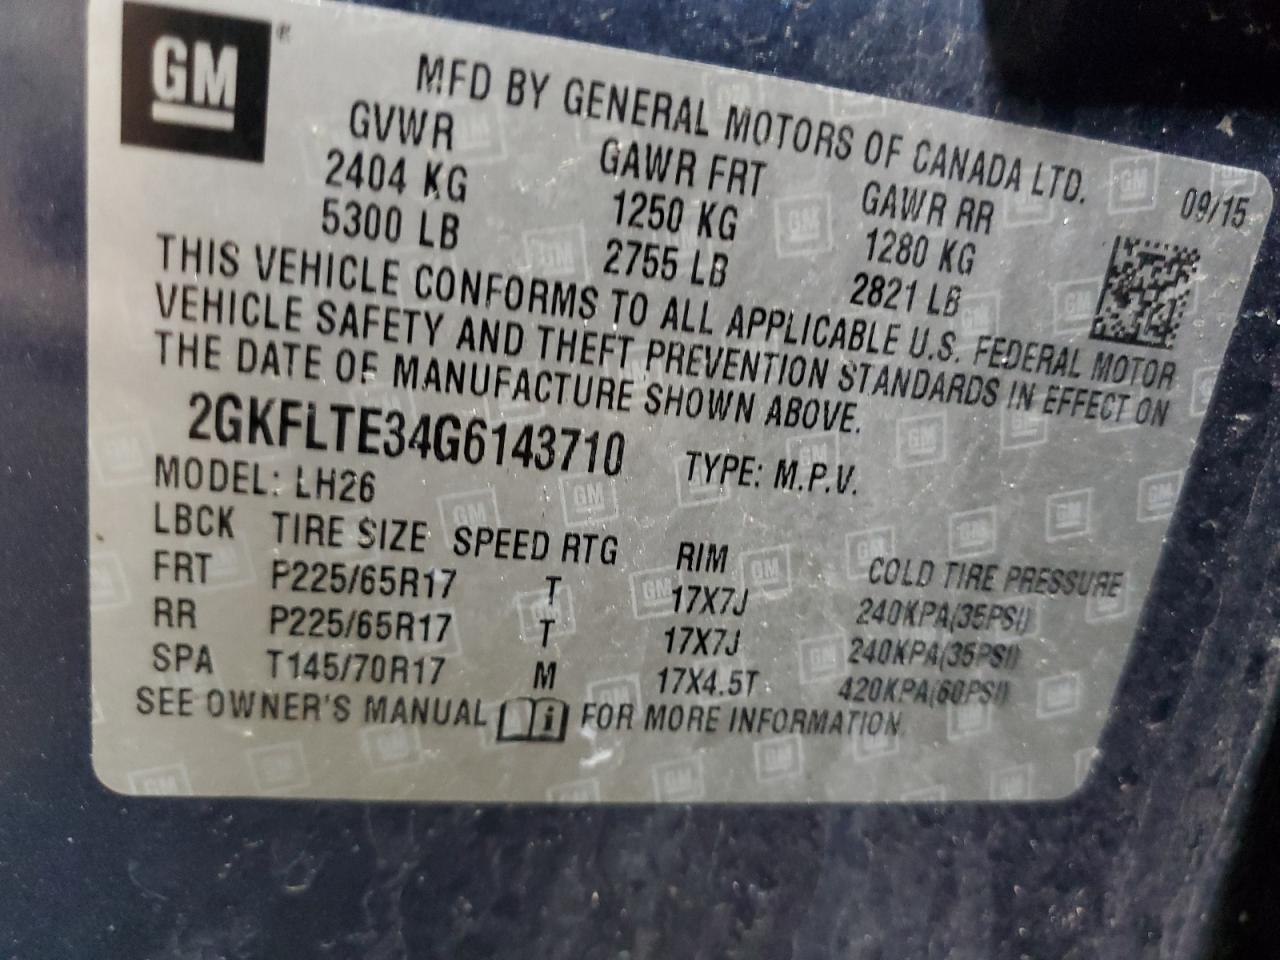 GM®
MFD BY GENERAL MOTORS OF CANADA LTD.
GVWR GAWR FRT GAWR RR 09/15
2404 KG 1250 KG 1280 KG
5300 LB 2755 LB 2821 LB
THIS VEHICLE CONFORMS TO ALL APPLICABLE U.S. FEDERAL MOTOR
VEHICLE SAFETY AND THEFT PREVENTION STANDARDS IN EFFECT ON
THE DATE OF MANUFACTURE SHOWN ABOVE.
2GKFLTE34G6143710 TYPE: M.P.V.
MODEL: LH26
LBCK TIRE SIZE SPEED RTG RIM COLD TIRE PRESSURE
FRT P225/65R17 T 17X7J 240KPA(35PSI)
RR P225/65R17 T 17X7J 240KPA(35PSI)
SPA T145/70R17 M 17X4.5T 420KPA(60PSI)
SEE OWNER'S MANUAL i FOR MORE INFORMATION.